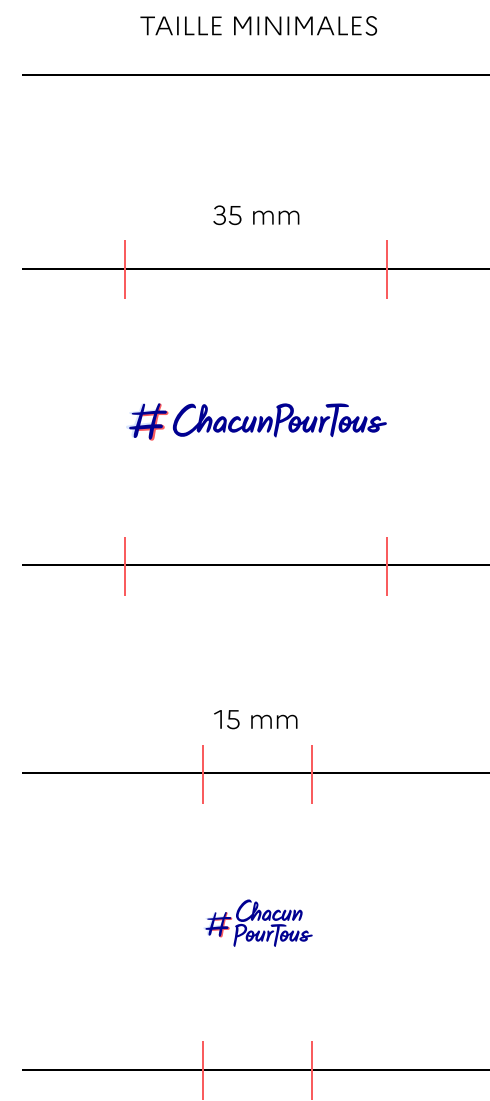 TAILLE MINIMALES
35 mm
# ChacunPourTous
15 mm
# Chacun
PourTous